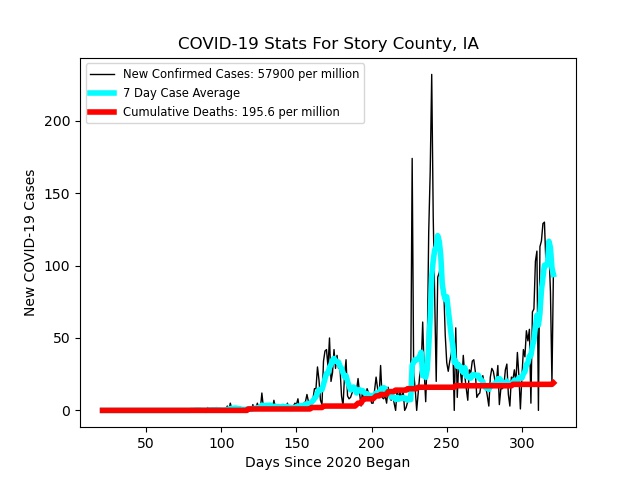 COVID-19 Stats For Story County, IA
New Confirmed Cases: 57900 per million
7 Day Case Average
Cumulative Deaths: 195.6 per million
New COVID-19 Cases
200
150
100
50
0
50 100 150 200 250 300
Days Since 2020 Began